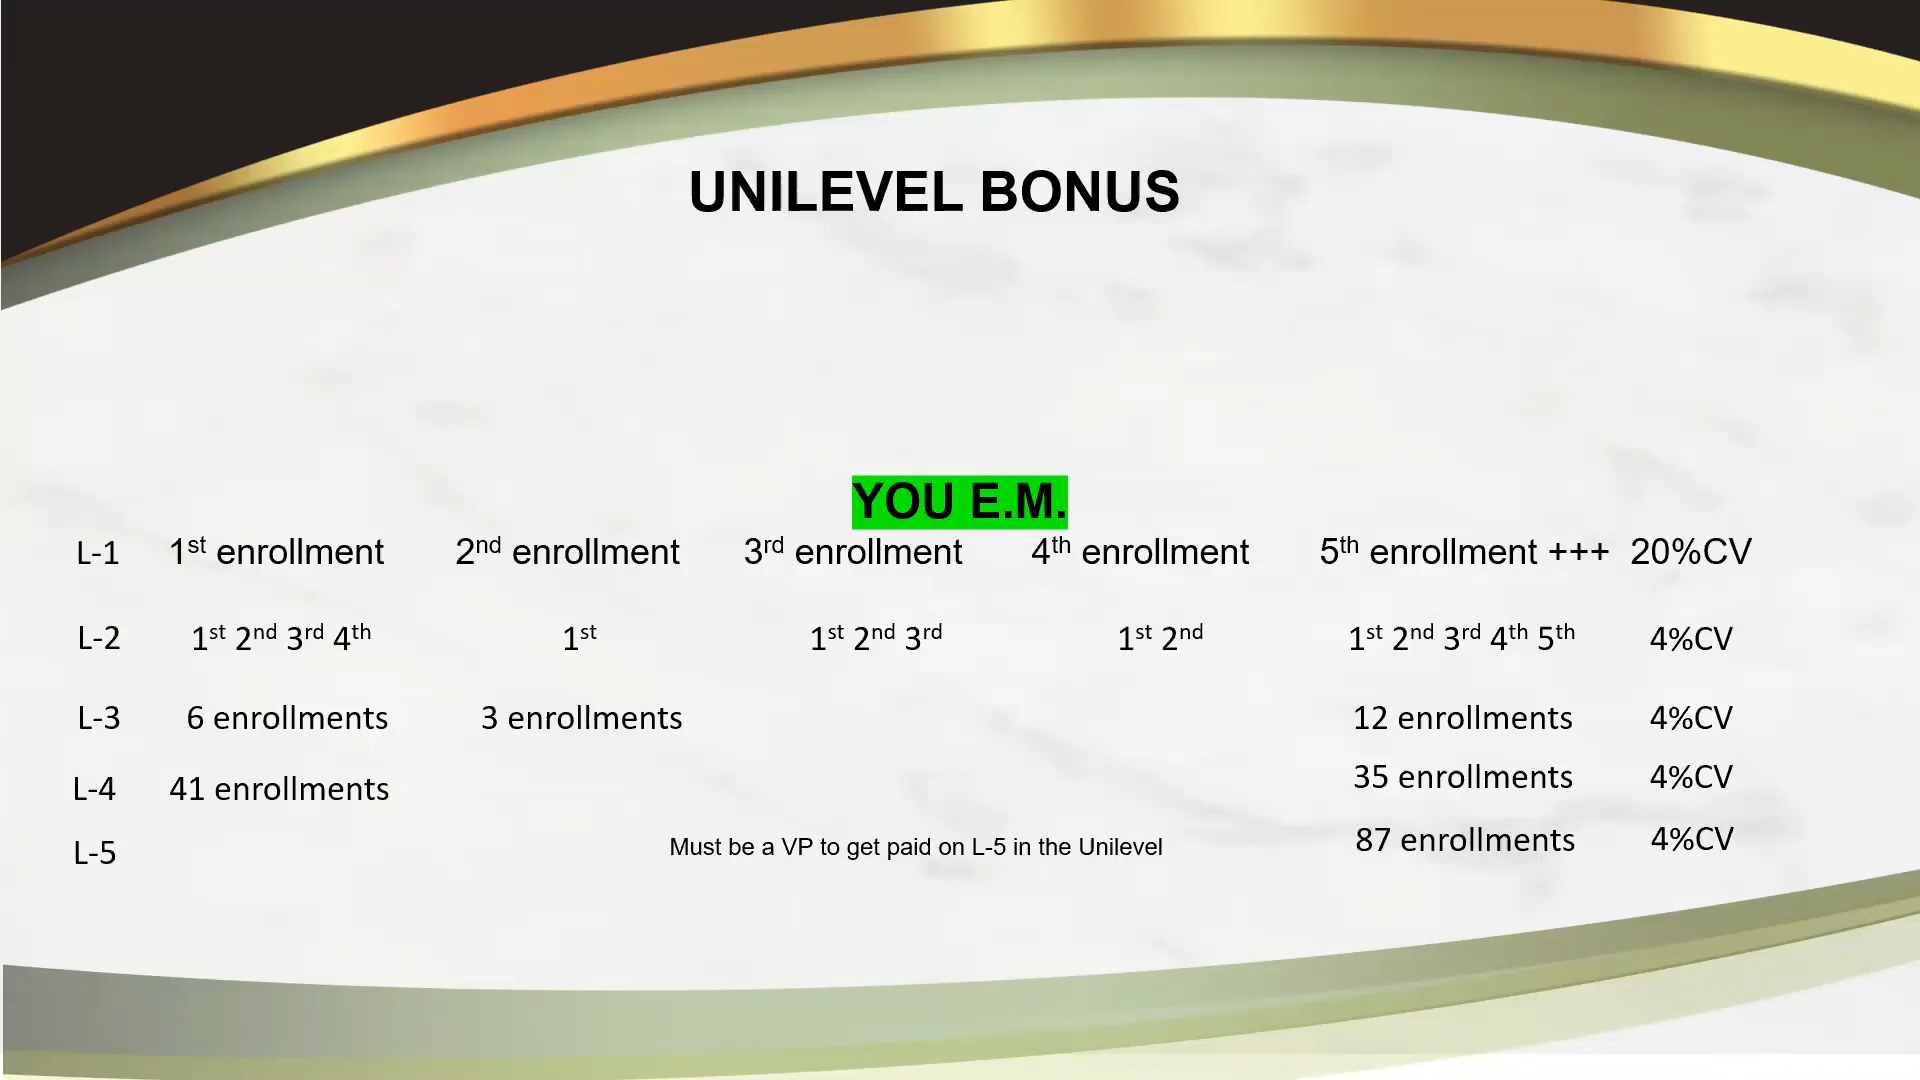 UNILEVEL BONUS
YOU E.M.
L-1 1st enrollment 2nd enrollment 3rd enrollment 4th enrollment 5th enrollment +++ 20%CV
L-2 1st 2nd 3rd 4th 1st 1st 2nd 3rd 1st 2nd 1st 2nd 3rd 4th 5th 4%CV
L-3 6 enrollments 3 enrollments 12 enrollments 4%CV
L-4 41 enrollments 35 enrollments 4%CV
L-5 Must be a VP to get paid on L-5 in the Unilevel 87 enrollments 4%CV